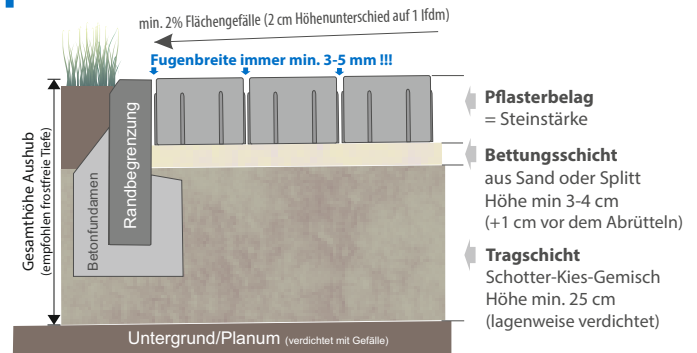 min. 2% Flächengefälle (2 cm Höhenunterschied auf 1 lfdm)
Fugenbreite immer min. 3-5 mm !!!
Gesamthöhe Aushub
(empfohlen frostfreie Tiefe)
Betonfundamen
Randbegrenzung
Pflasterbelag
= Steinstärke
Bettungsschicht
aus Sand oder Splitt
Höhe min 3-4 cm
(+1 cm vor dem Abrütteln)
Tragschicht
Schotter-Kies-Gemisch
Höhe min. 25 cm
(lagenweise verdichtet)
Untergrund/Planum (verdichtet mit Gefälle)